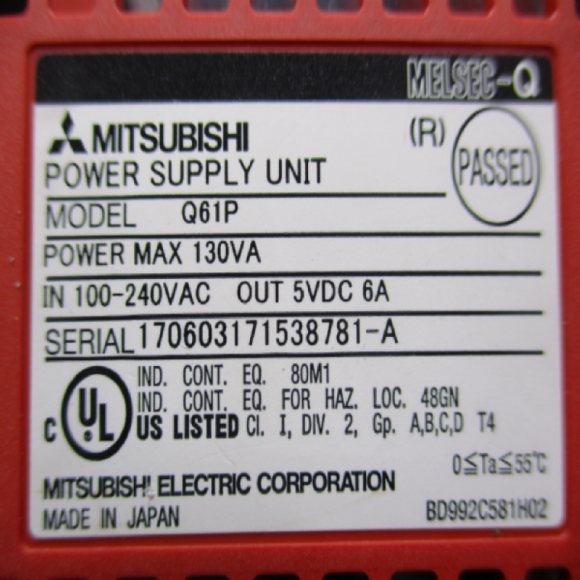 MELSEC-Q
MITSUBISHI (R) PASSED
POWER SUPPLY UNIT
MODEL Q61P
POWER MAX 130VA
IN 100-240VAC OUT 5VDC 6A
SERIAL 170603171538781-A
IND. CONT. EQ. 80M1
IND. CONT. EQ. FOR HAZ. LOC. 48GN
C UL US LISTED Cl. I, DIV. 2, Gp. A,B,C,D T4
0≦Ta≦55℃
MITSUBISHI ELECTRIC CORPORATION
MADE IN JAPAN BD992C581H02